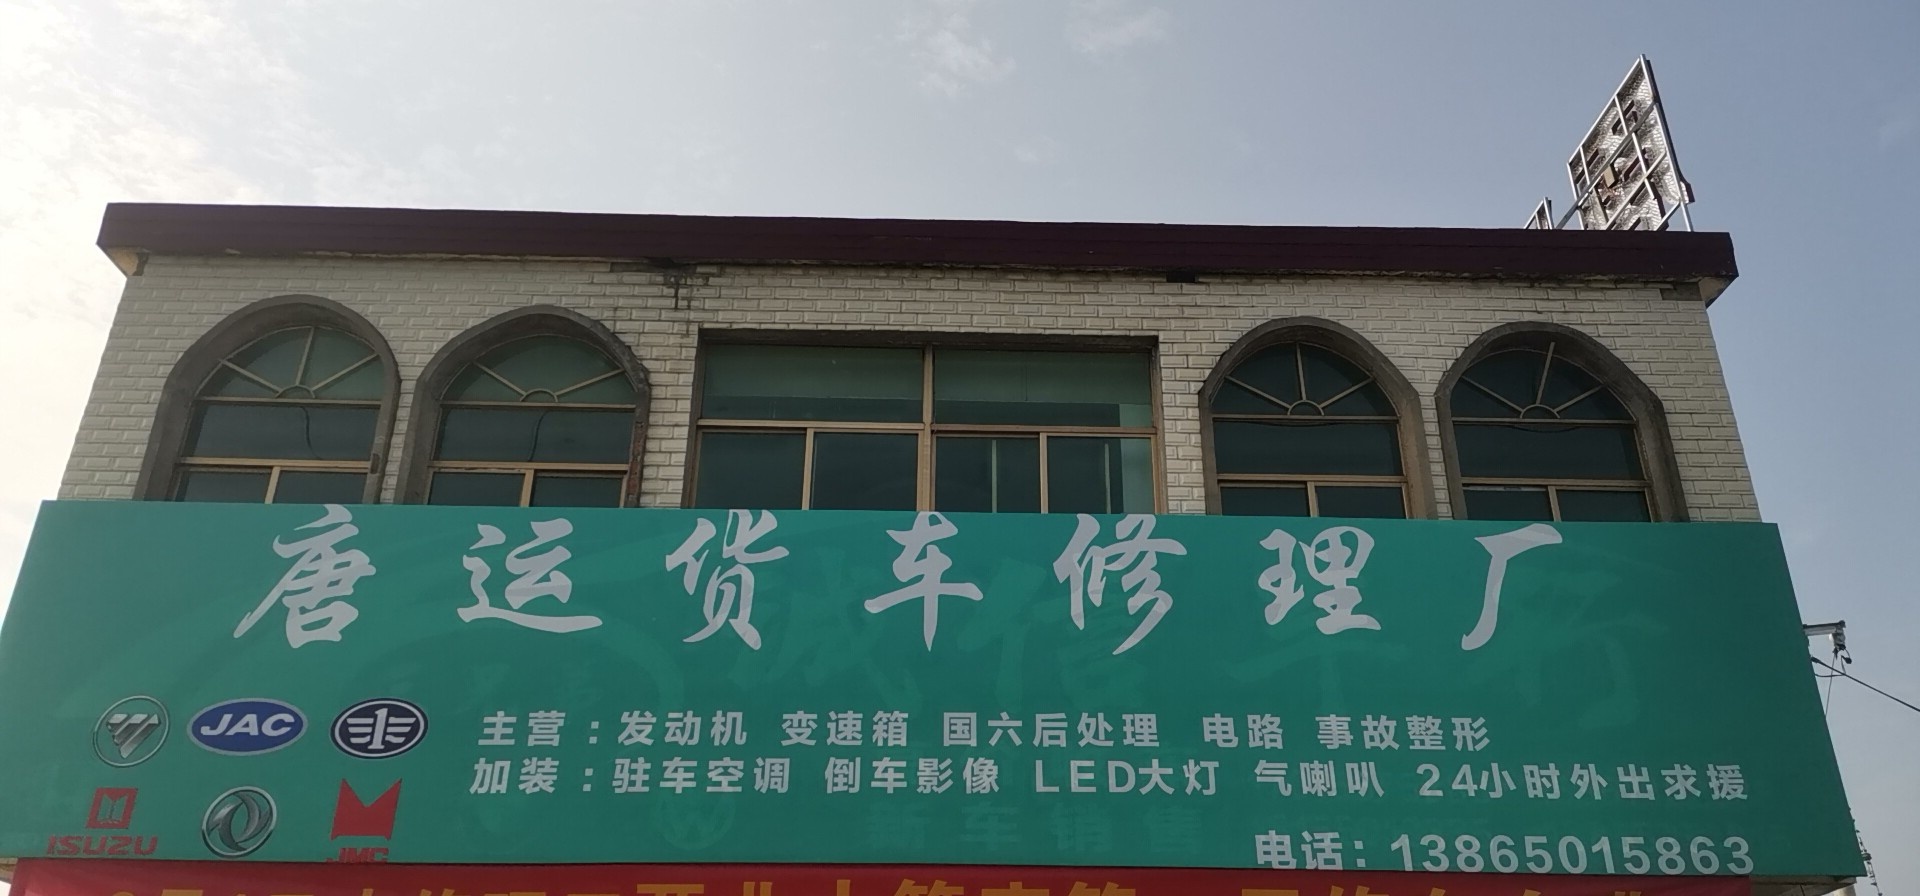 唐运货车修理厂
JAC
主营：发动机 变速箱 国六后处理 电路 事故整形
加装：驻车空调 倒车影像 LED大灯 气喇叭 24小时外出求援
ISUZU
JMC
电话：13865015863